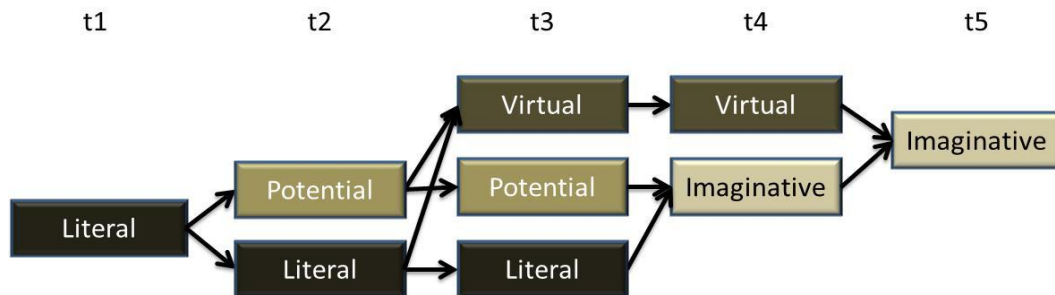 t1 t2 t3 t4 t5
Virtual Virtual
Imaginative
Potential Potential Imaginative
Literal
Literal Literal